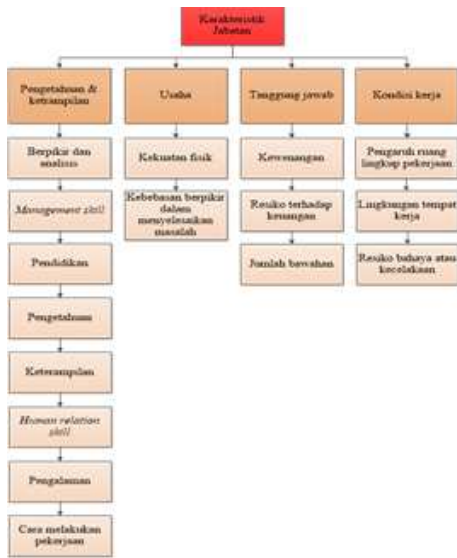 Karakteristik
Jabatan
Pengetahuan &
ketrampilan
Usaha
Tanggung jawab
Kondisi kerja
Berpikir dan
analisis
Management skill
Pendidikan
Pengetahuan
Keterampilan
Human relation
skill
Pengalaman
Cara melakukan
pekerjaan
Kekuatan fisik
Kebebasan berpikir
dalam
menyelesaikan
masalah
Kewenangan
Resiko terhadap
keuangan
Jumlah bawahan
Pengaruh ruang
lingkup pekerjaan
Lingkungan tempat
kerja
Resiko bahaya atau
kecelakaan